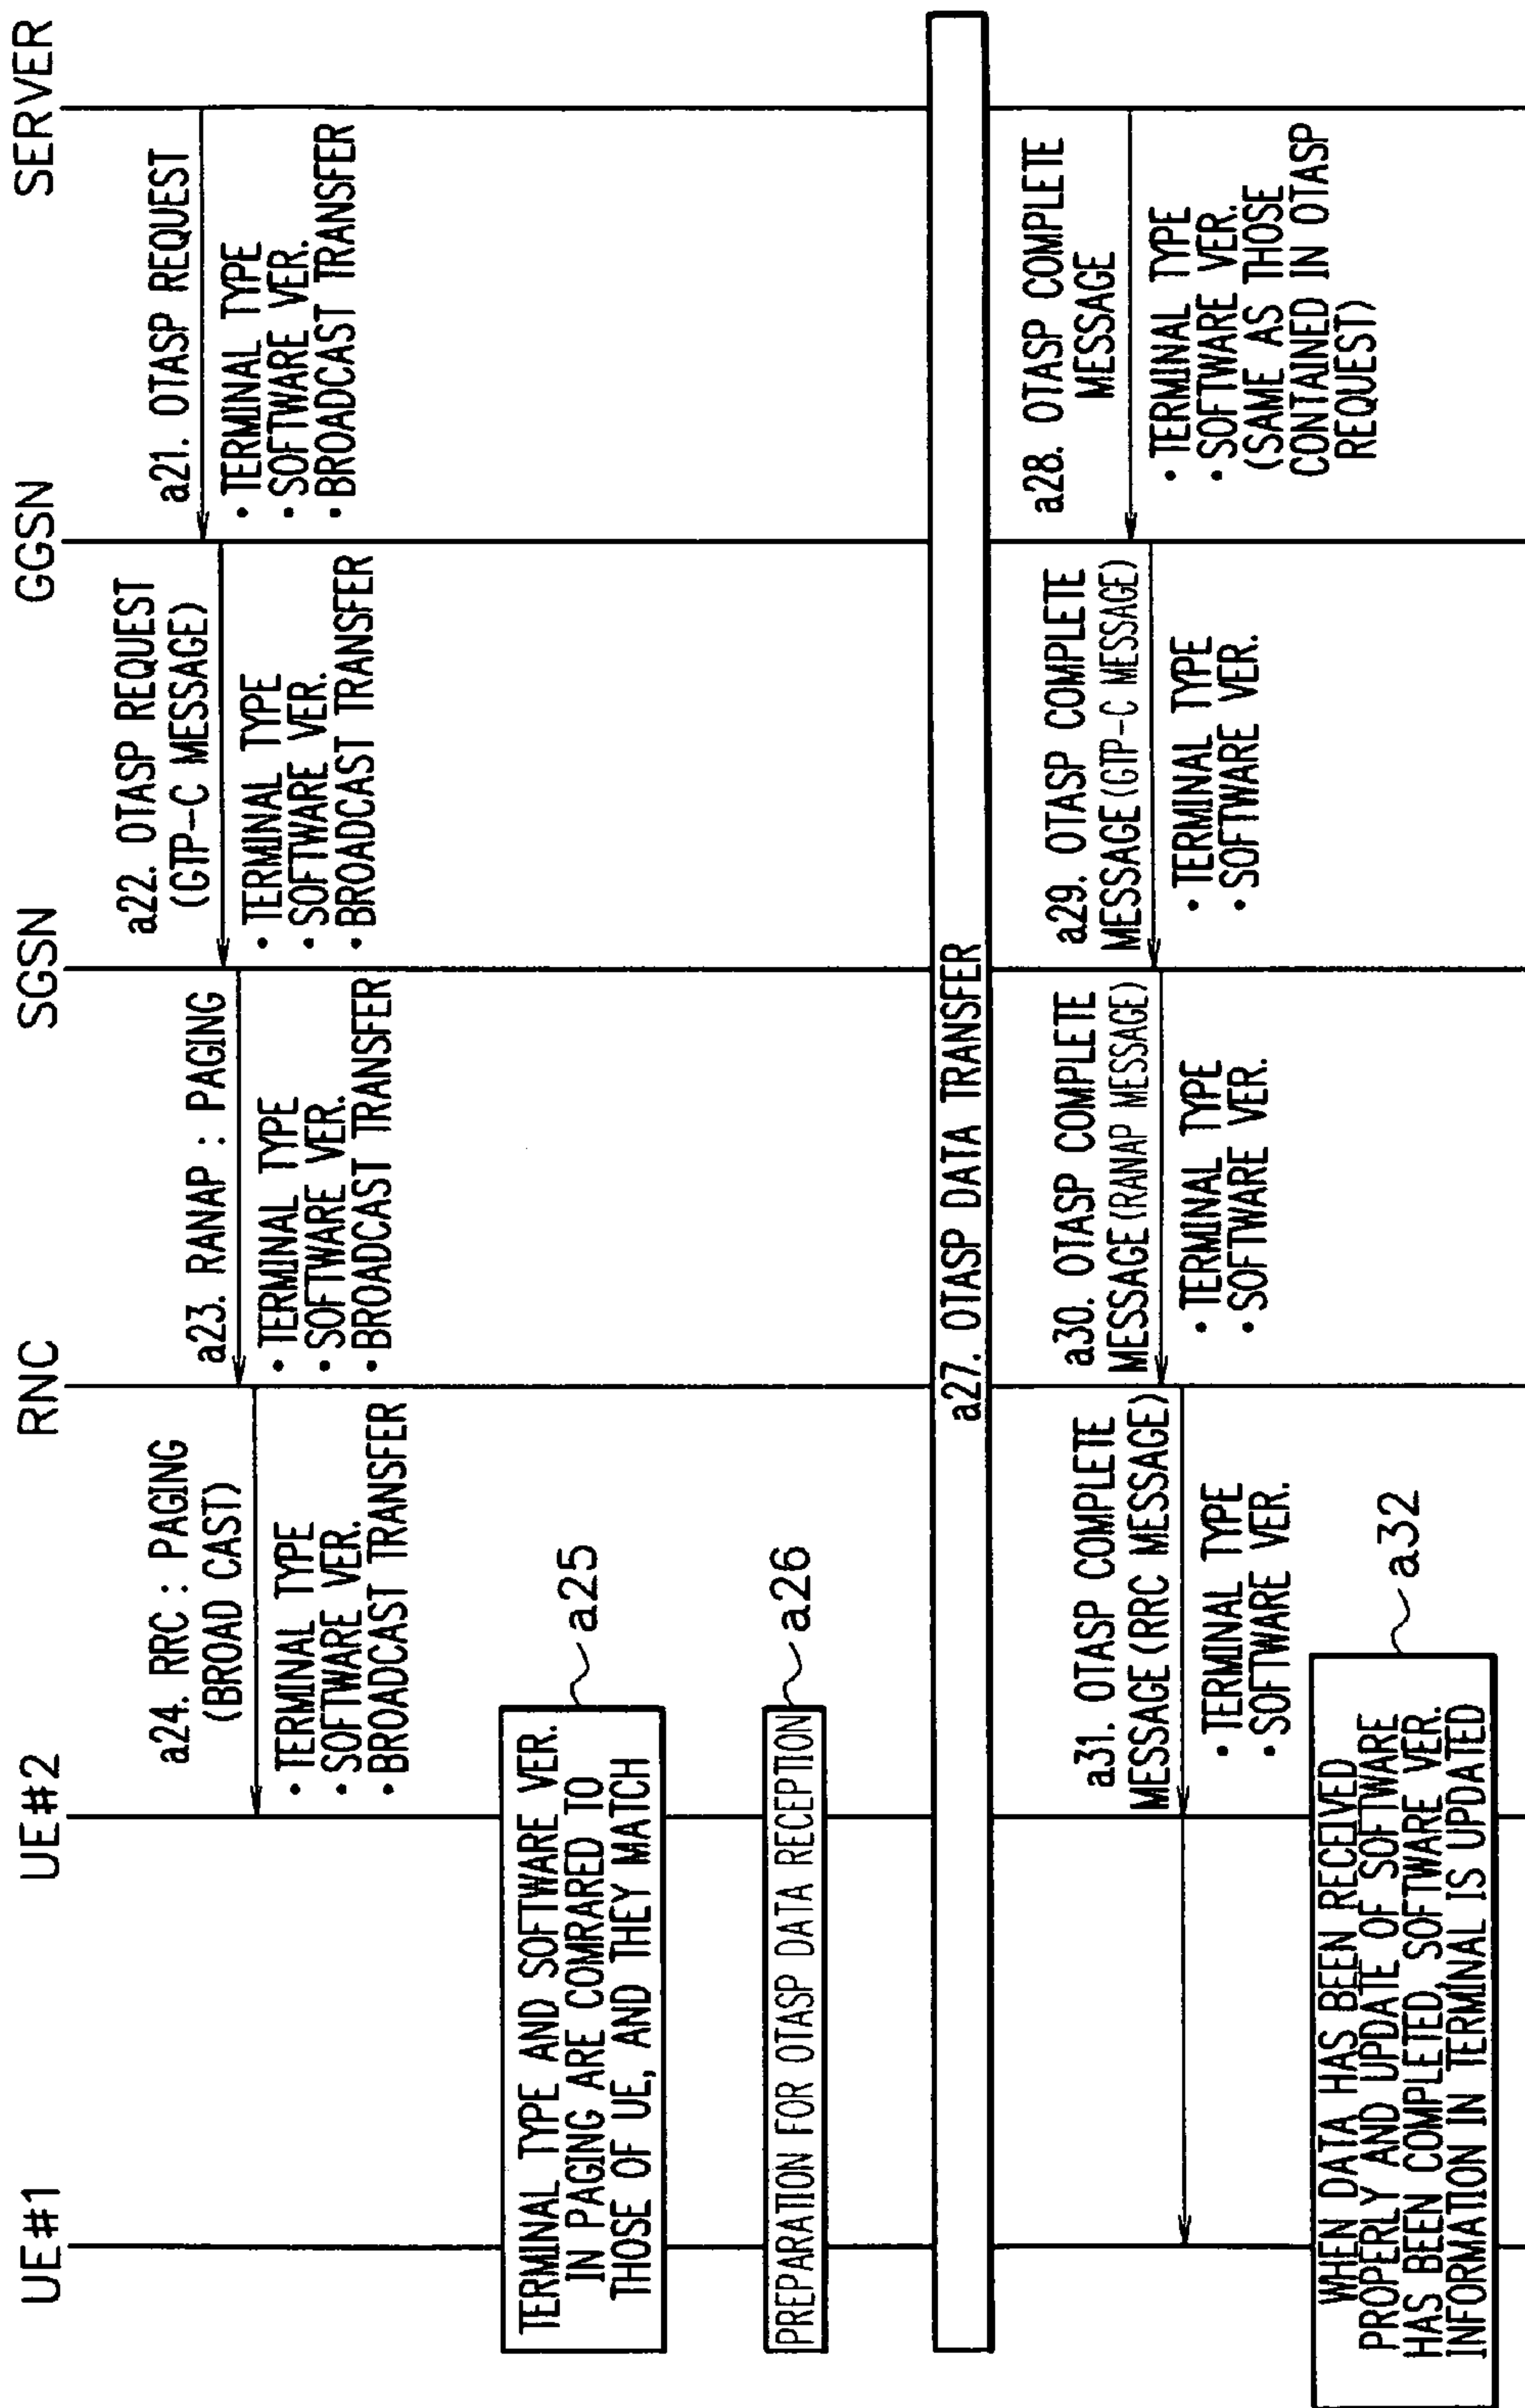 UE#1
UE#2
RNC
SGSN
GGSN
SERVER
a21. OTASP REQUEST
• TERMINAL TYPE
• SOFTWARE VER.
• BROADCAST TRANSFER
a22. OTASP REQUEST
(GTP-C MESSAGE)
• TERMINAL TYPE
• SOFTWARE VER.
• BROADCAST TRANSFER
a23. RANAP : PAGING
• TERMINAL TYPE
• SOFTWARE VER.
• BROADCAST TRANSFER
a24. RRC : PAGING
(BROAD CAST)
• TERMINAL TYPE
• SOFTWARE VER.
• BROADCAST TRANSFER
TERMINAL TYPE AND SOFTWARE VER.
IN PAGING ARE COMRARED TO
THOSE OF UE, AND THEY MATCH
a25
PREPARATION FOR OTASP DATA RECEPTION
a26
a27. OTASP DATA TRANSFER
a28. OTASP COMPLETE
MESSAGE
• TERMINAL TYPE
• SOFTWARE VER.
(SAME AS THOSE
CONTAINED IN OTASP
REQUEST)
a29. OTASP COMPLETE
MESSAGE (GTP-C MESSAGE)
• TERMINAL TYPE
• SOFTWARE VER.
a30. OTASP COMPLETE
MESSAGE (RANAP MESSAGE)
• TERMINAL TYPE
• SOFTWARE VER.
a31. OTASP COMPLETE
MESSAGE (RRC MESSAGE)
• TERMINAL TYPE
• SOFTWARE VER.
WHEN DATA HAS BEEN RECEIVED
PROPERLY AND UPDATE OF SOFTWARE
HAS BEEN COMPLETED, SOFTWARE VER.
INFORMATION IN TERMINAL IS UPDATED
a32